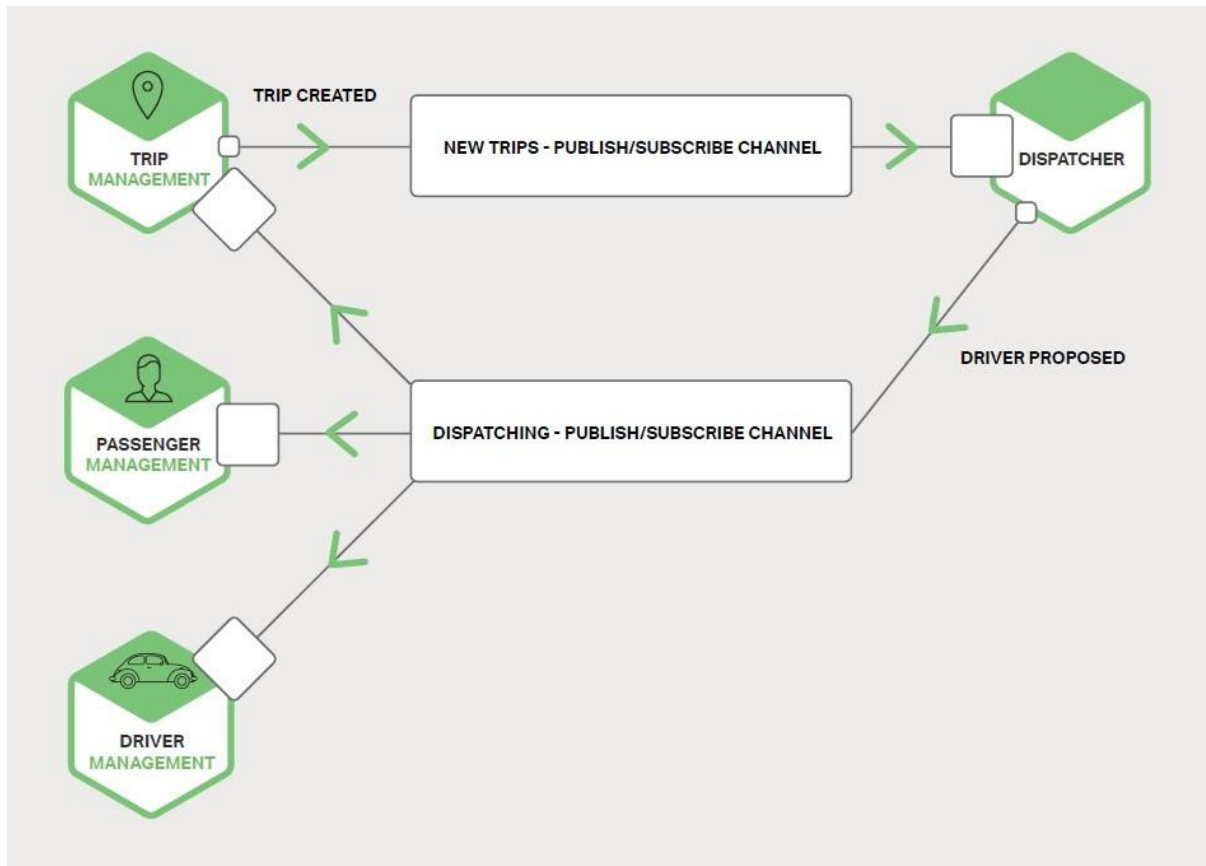 TRIP CREATED
TRIP
MANAGEMENT
NEW TRIPS - PUBLISH/SUBSCRIBE CHANNEL
DISPATCHER
DRIVER PROPOSED
PASSENGER
MANAGEMENT
DISPATCHING - PUBLISH/SUBSCRIBE CHANNEL
DRIVER
MANAGEMENT